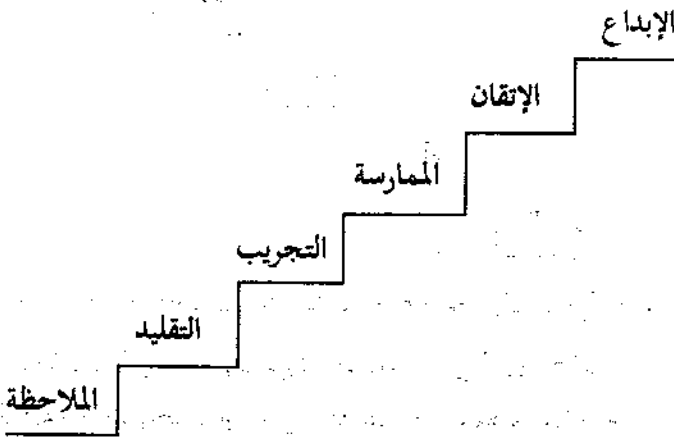 الإبداع
الإتقان
الممارسة
التجريب
التقليد
الملاحظة